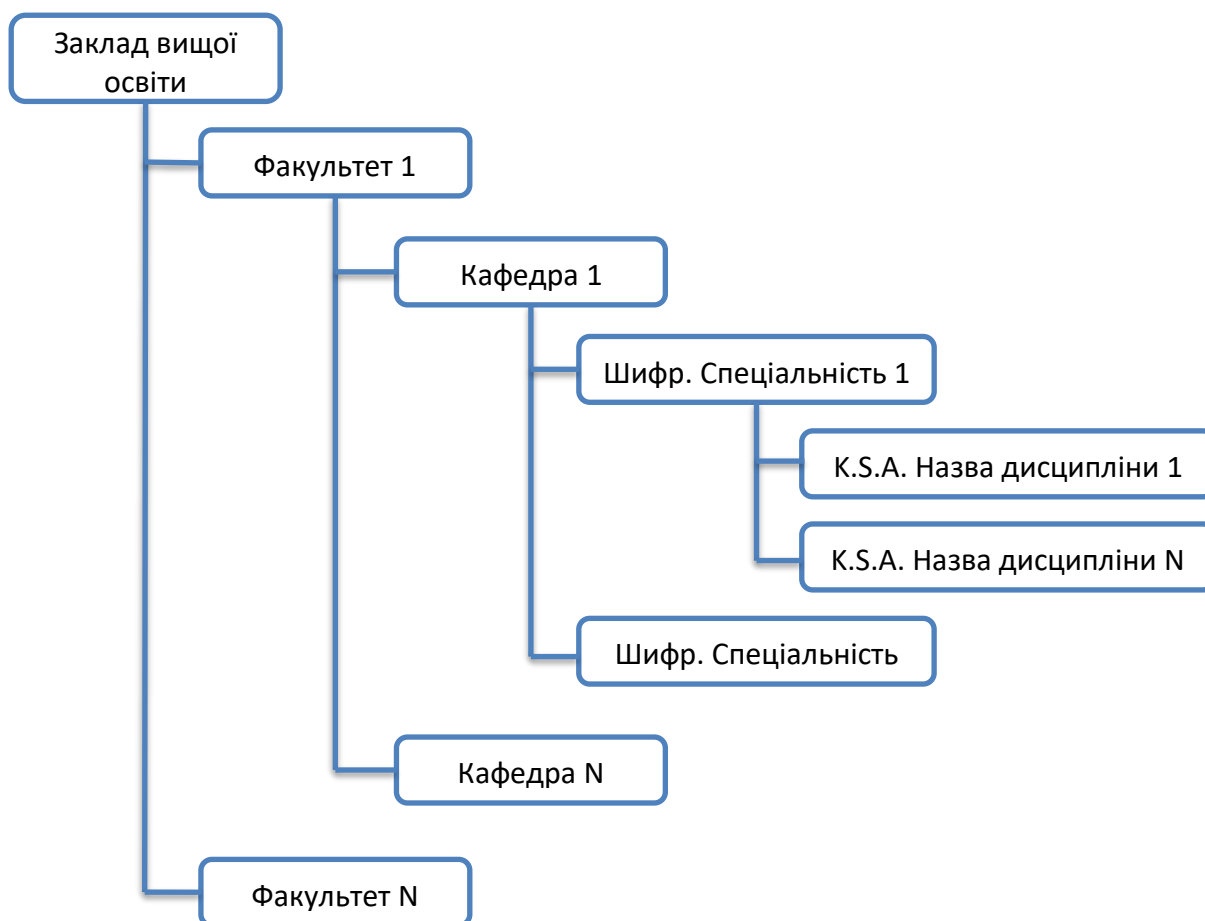 Заклад вищої
освіти
Факультет 1
Кафедра 1
Шифр. Спеціальність 1
K.S.A. Назва дисципліни 1
K.S.A. Назва дисципліни N
Шифр. Спеціальність
Кафедра N
Факультет N